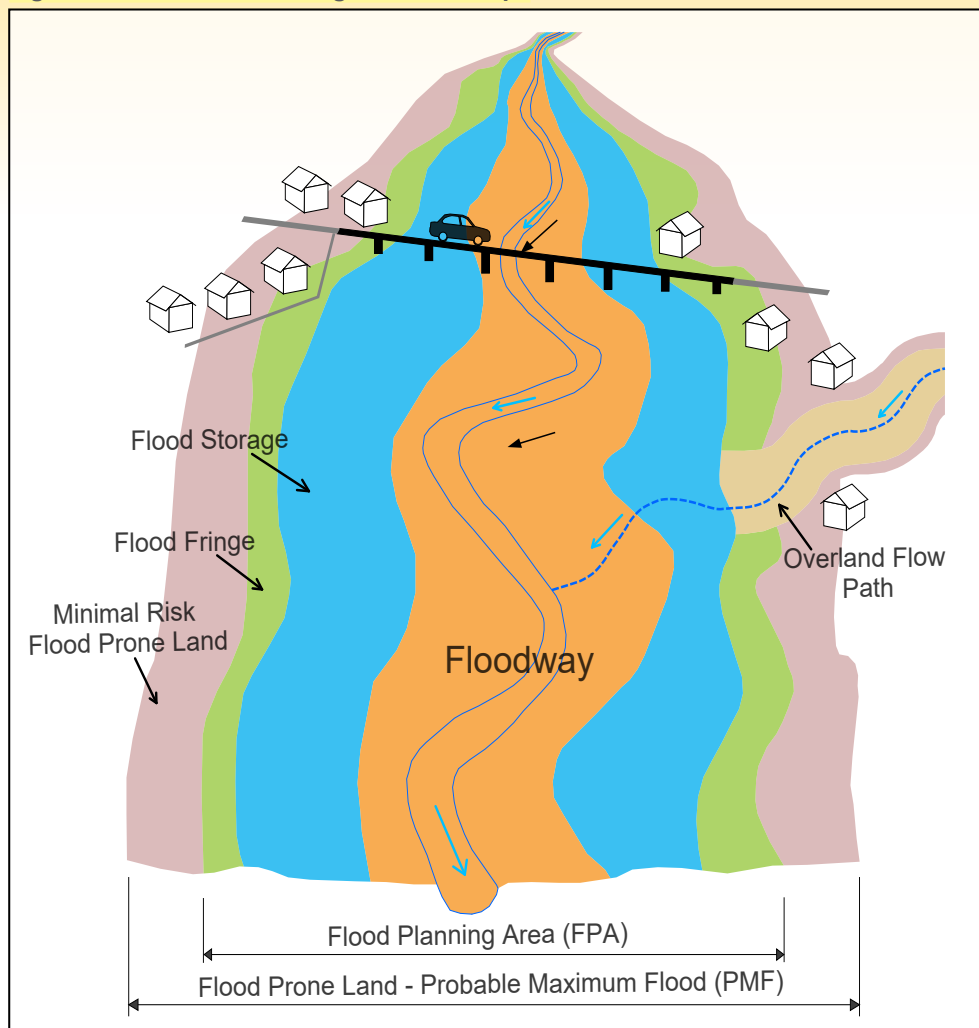 Flood Storage
Flood Fringe
Minimal Risk
Flood Prone Land
Overland Flow
Path
Floodway
Flood Planning Area (FPA)
Flood Prone Land - Probable Maximum Flood (PMF)